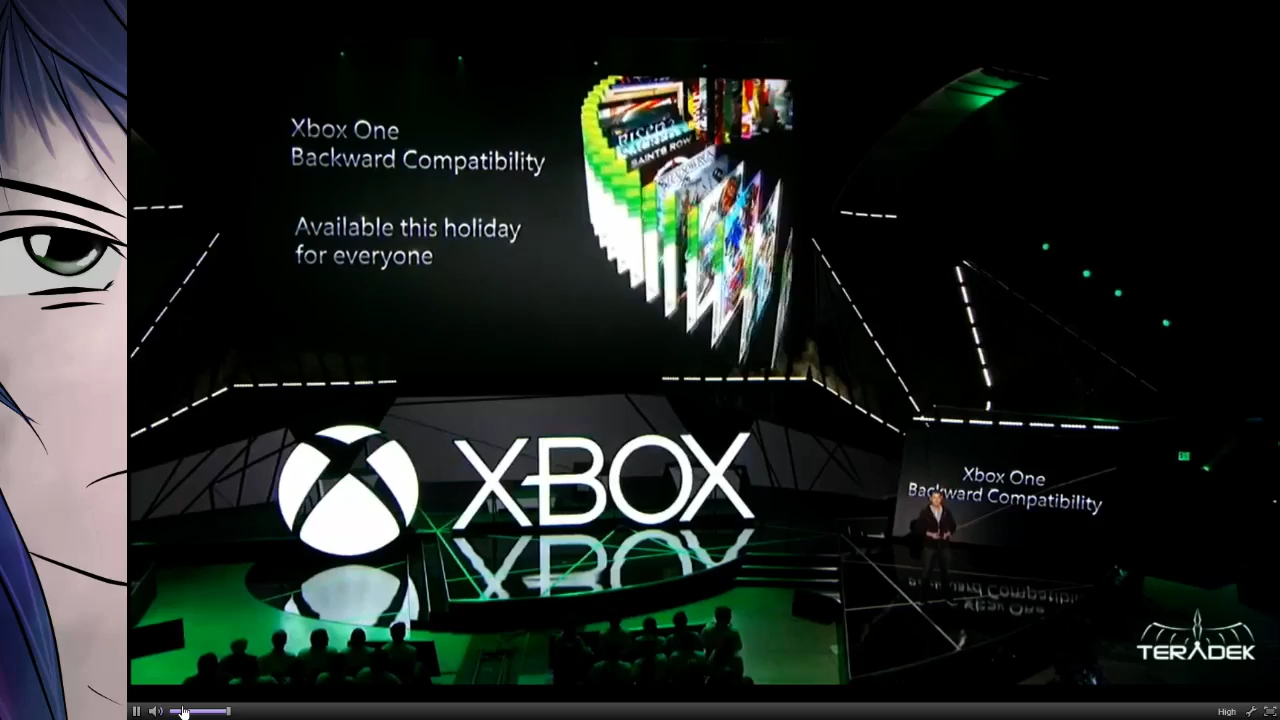 Xbox One
Backward Compatibility
Available this holiday
for everyone
SAINTS ROW
XBOX
Xbox One
Backward Compatibility
TERADEK
High